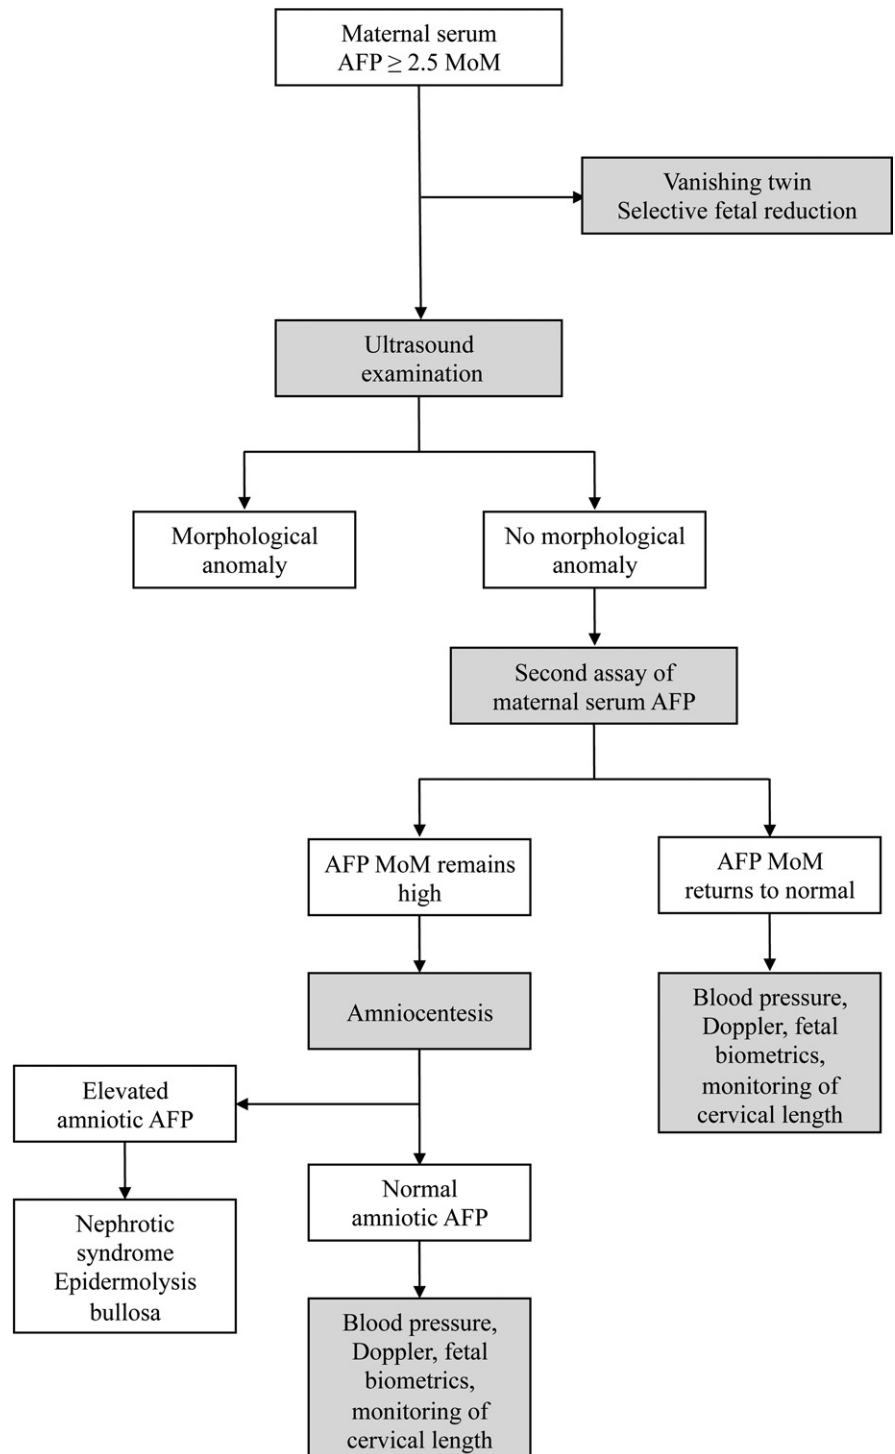 Maternal serum
AFP ≥ 2.5 MoM
Vanishing twin
Selective fetal reduction
Ultrasound
examination
Morphological
anomaly
No morphological
anomaly
Second assay of
maternal serum AFP
AFP MoM remains
high
AFP MoM
returns to normal
Amniocentesis
Blood pressure,
Doppler, fetal
biometrics,
monitoring of
cervical length
Elevated
amniotic AFP
Normal
amniotic AFP
Nephrotic
syndrome
Epidermolysis
bullosa
Blood pressure,
Doppler, fetal
biometrics,
monitoring of
cervical length